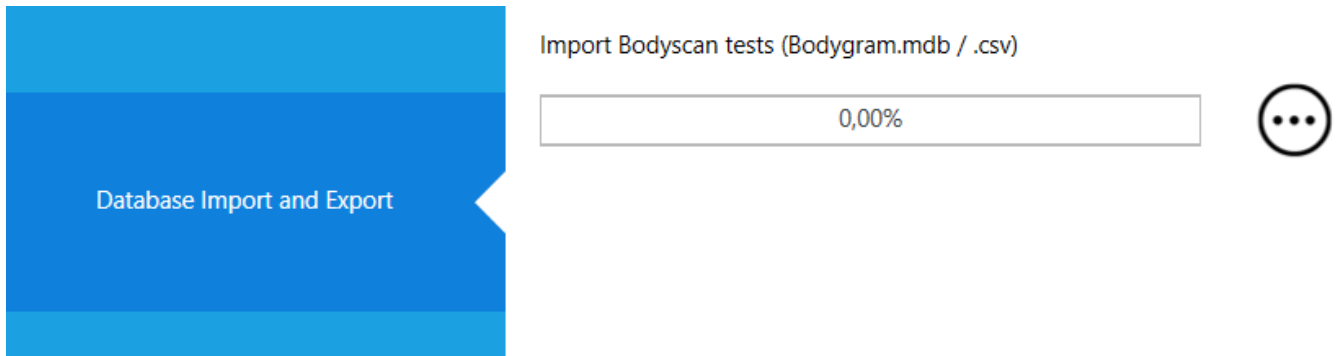 Import Bodyscan tests (Bodygram.mdb / .csv)
0,00%
Database Import and Export